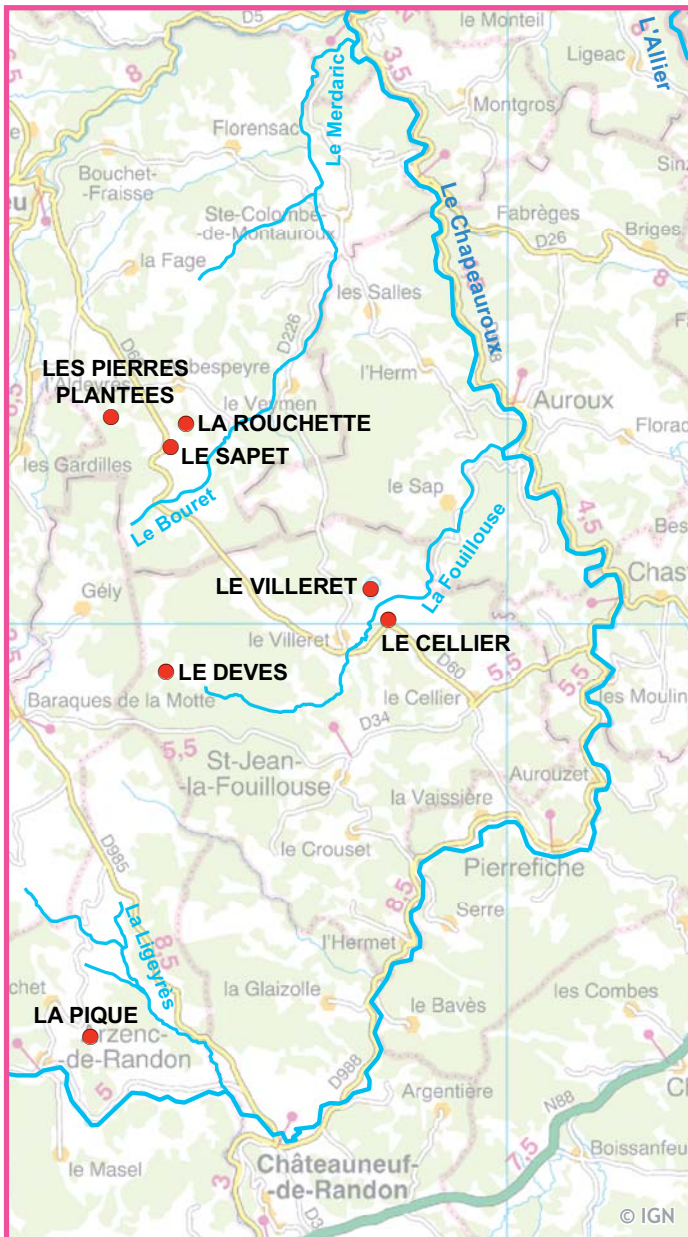 D5
le Monteil
L'Allier
Ligeac
3,5
8
Le Merdaric
Montgros
Florensac
Bouchet-
-Fraisse
Ste-Colombe-
-de-Montauroux
Le Chapeauroux
Fabrèges
D26
Briges
8
la Fage
les Salles
D226
LES PIERRES
PLANTEES
l'Herm
Auroux
LA ROUCHETTE
le Veymen
LE SAPET
les Gardilles
le Sap
4,5
Le Bouret
La Fouillouse
LE VILLERET
Gély
le Villeret
LE CELLIER
LE DEVES
D60
5,5
5,5
Baraques de la Motte
le Cellier
D34
5,5
St-Jean-
-la-Fouillouse
Aurouzet
la Vaissière
D985
le Crouset
Pierrefiche
8,5
Serre
La Ligeyrès
8,5
l'Hermet
la Glaizolle
les Combes
le Bavès
LA PIQUE
-de-Randon
D988
5
Argentière
N88
7,5
Boissanfeu
le Masel
Châteauneuf-
-de-Randon
3
© IGN